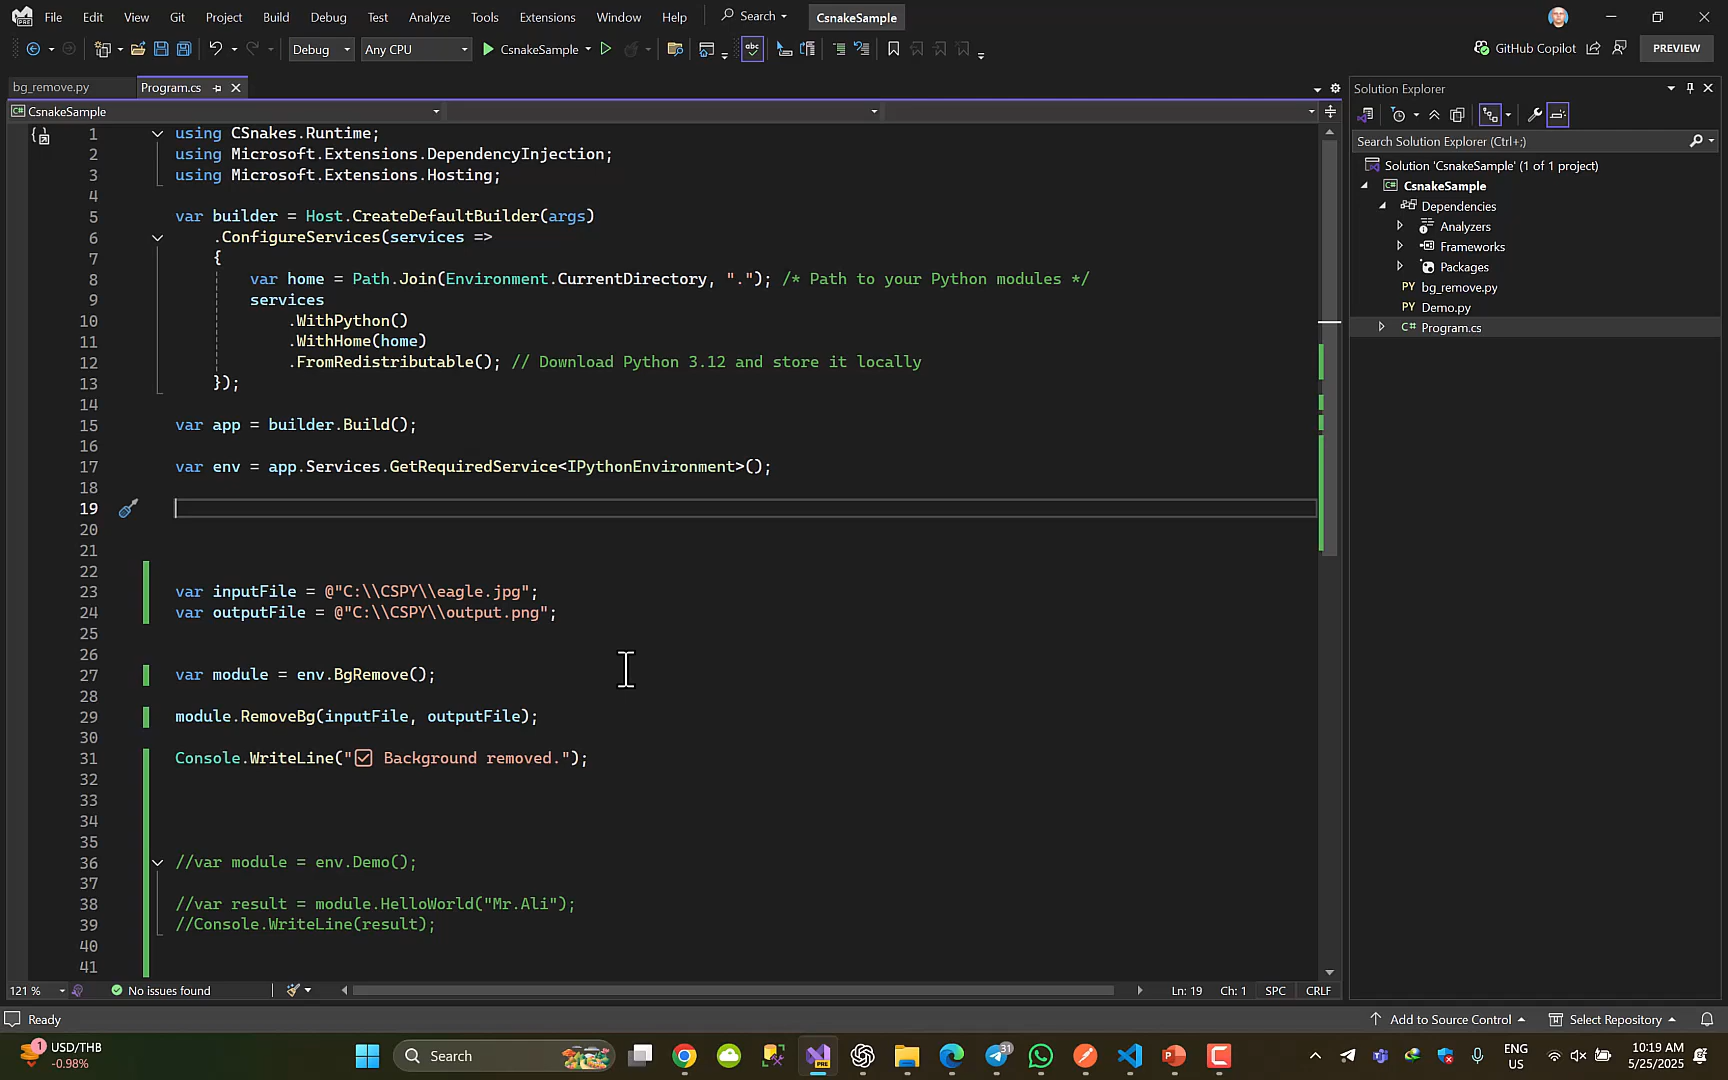 File Edit View Git Project Build Debug Test Analyze Tools Extensions Window Help Search CsnakeSample
Debug Any CPU CsnakeSample GitHub Copilot PREVIEW
bg_remove.py Program.cs
CsnakeSample
1 using CSnakes.Runtime;
2 using Microsoft.Extensions.DependencyInjection;
3 using Microsoft.Extensions.Hosting;
4
5 var builder = Host.CreateDefaultBuilder(args)
6 .ConfigureServices(services =>
7 {
8 var home = Path.Join(Environment.CurrentDirectory, "."); /* Path to your Python modules */
9 services
10 .WithPython()
11 .WithHome(home)
12 .FromRedistributable(); // Download Python 3.12 and store it locally
13 });
14
15 var app = builder.Build();
16
17 var env = app.Services.GetRequiredService<IPythonEnvironment>();
18
19
20
21
22
23 var inputFile = @"C:\\CSPY\\eagle.jpg";
24 var outputFile = @"C:\\CSPY\\output.png";
25
26
27 var module = env.BgRemove();
28
29 module.RemoveBg(inputFile, outputFile);
30
31 Console.WriteLine("☑ Background removed.");
32
33
34
35
36 //var module = env.Demo();
37
38 //var result = module.HelloWorld("Mr.Ali");
39 //Console.WriteLine(result);
40
41
121 % No issues found Ln: 19 Ch: 1 SPC CRLF
Solution Explorer
Search Solution Explorer (Ctrl+;)
Solution 'CsnakeSample' (1 of 1 project)
CsnakeSample
Dependencies
Analyzers
Frameworks
Packages
PY bg_remove.py
PY Demo.py
C# Program.cs
Ready Add to Source Control Select Repository
1 USD/THB
-0.98%
Search
PRE
31
ENG
US
10:19 AM
5/25/2025